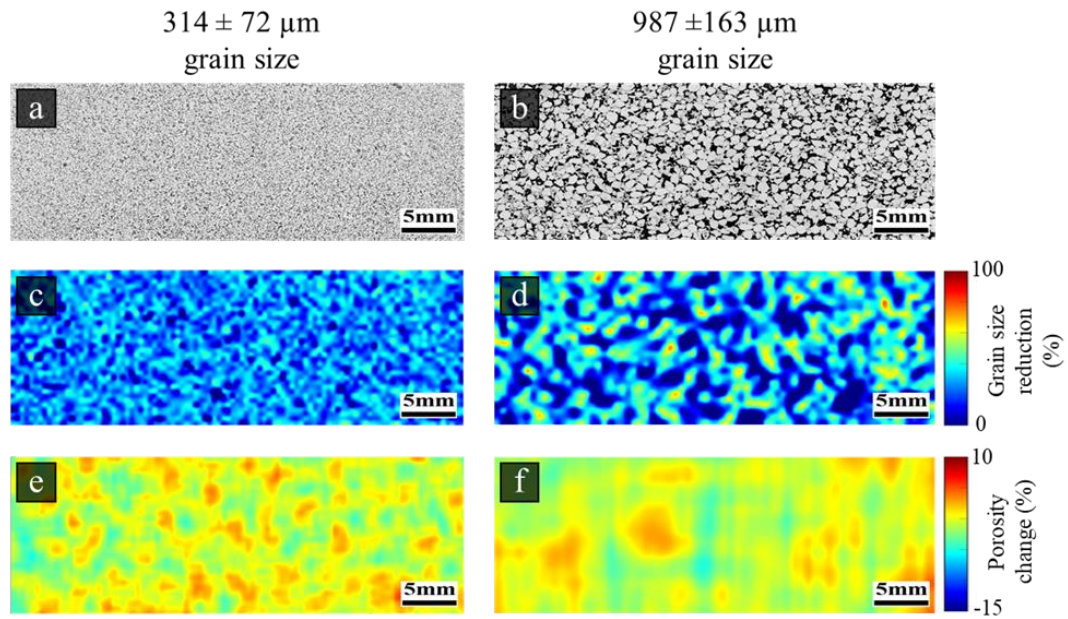 314 ± 72 µm
grain size
987 ±163 µm
grain size
a
5mm
b
5mm
c
5mm
d
5mm
100
Grain size
reduction
(%)
0
e
5mm
f
5mm
10
Porosity
change (%)
-15